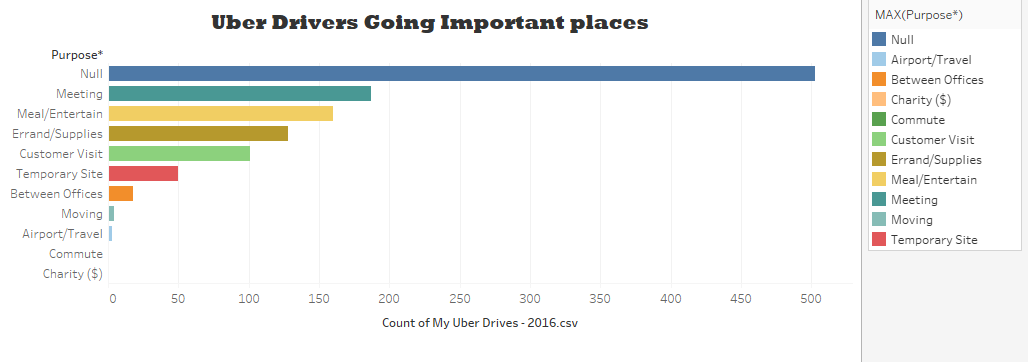 Uber Drivers Going Important places
Purpose*
Null
Meeting
Meal/Entertain
Errand/Supplies
Customer Visit
Temporary Site
Between Offices
Moving
Airport/Travel
Commute
Charity ($)
0 50 100 150 200 250 300 350 400 450 500
Count of My Uber Drives - 2016.csv
MAX(Purpose*)
Null
Airport/Travel
Between Offices
Charity ($)
Commute
Customer Visit
Errand/Supplies
Meal/Entertain
Meeting
Moving
Temporary Site